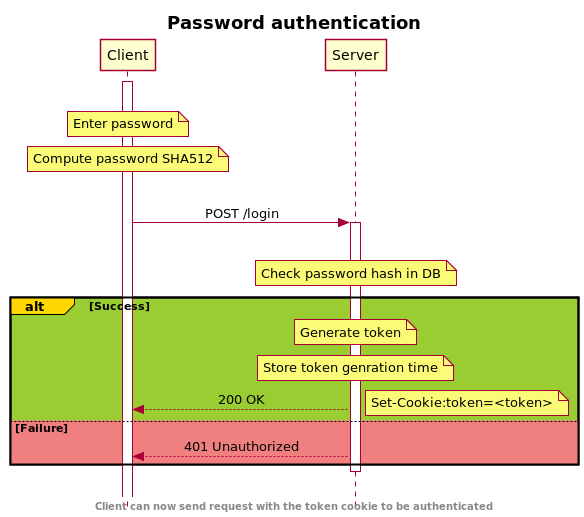 Password authentication
Client
Server
Enter password
Compute password SHA512
POST /login
Check password hash in DB
alt
[Success]
Generate token
Store token genration time
200 OK
Set-Cookie:token=<token>
[Failure]
401 Unauthorized
Client can now send request with the token cookie to be authenticated